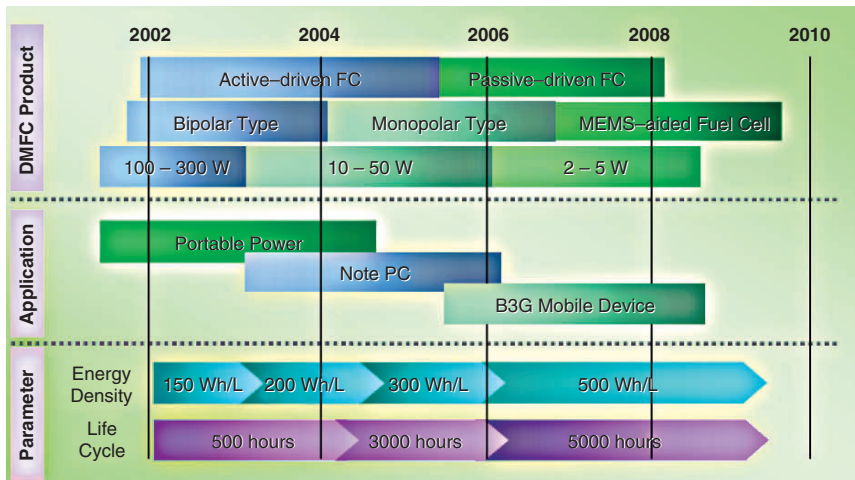 2002 2004 2006 2008 2010
DMFC Product
Active–driven FC Passive–driven FC
Bipolar Type Monopolar Type MEMS–aided Fuel Cell
100 – 300 W 10 – 50 W 2 – 5 W
Application
Portable Power
Note PC
B3G Mobile Device
Parameter
Energy
Density
150 Wh/L 200 Wh/L 300 Wh/L 500 Wh/L
Life
Cycle
500 hours 3000 hours 5000 hours